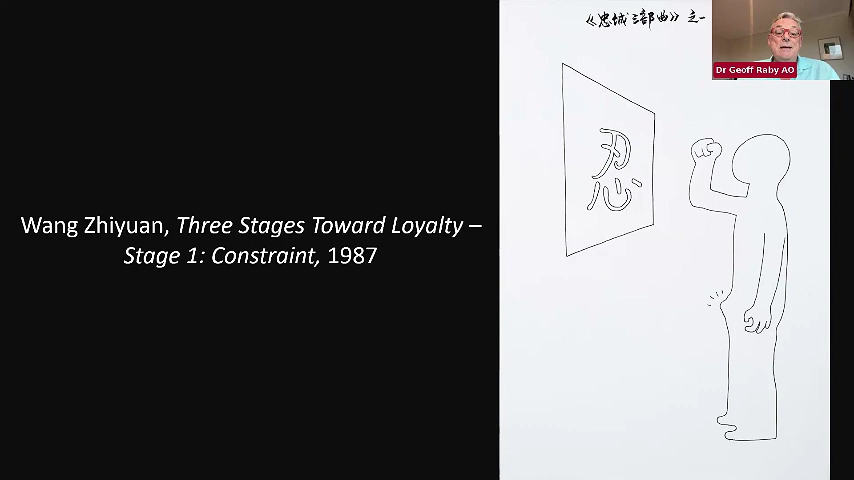 《忠城三部曲》之一
Dr Geoff Raby AO
忍
Wang Zhiyuan, Three Stages Toward Loyalty –
Stage 1: Constraint, 1987